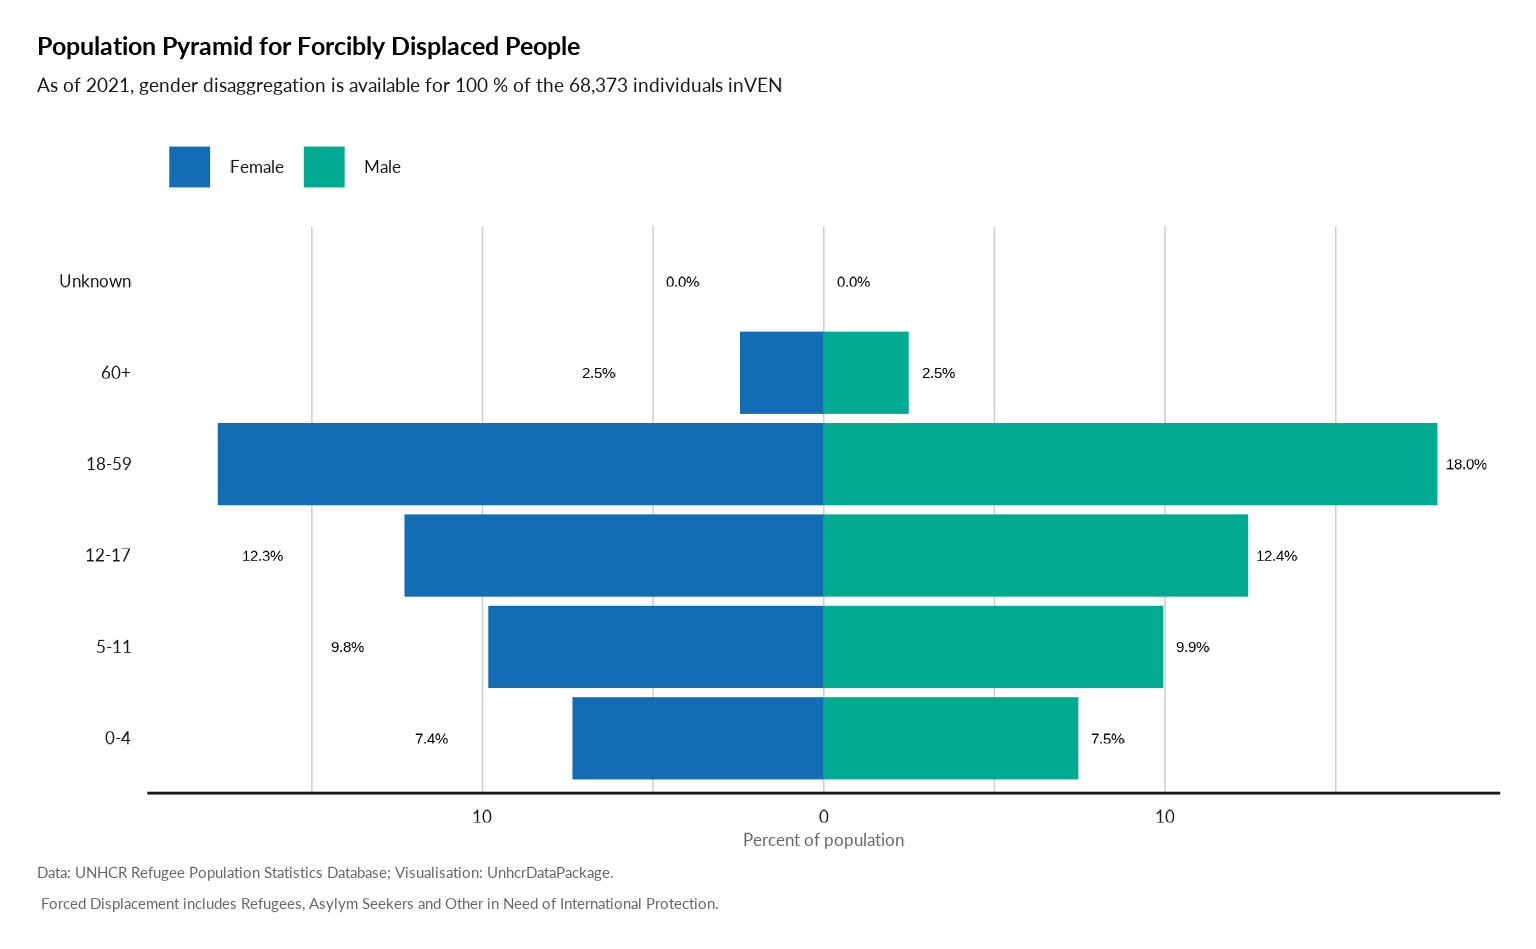 Population Pyramid for Forcibly Displaced People
As of 2021, gender disaggregation is available for 100 % of the 68,373 individuals inVEN
Female Male
Unknown 0.0% 0.0%
60+ 2.5% 2.5%
18-59 18.0%
12-17 12.3% 12.4%
5-11 9.8% 9.9%
0-4 7.4% 7.5%
10 0 10
Percent of population
Data: UNHCR Refugee Population Statistics Database; Visualisation: UnhcrDataPackage.
Forced Displacement includes Refugees, Asylym Seekers and Other in Need of International Protection.